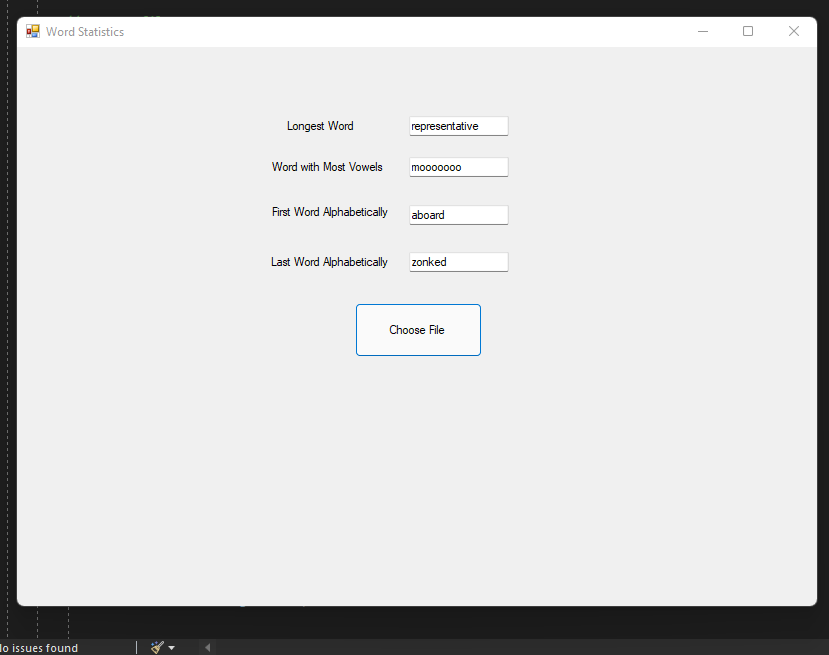 Word Statistics
Longest Word representative
Word with Most Vowels mooooooo
First Word Alphabetically aboard
Last Word Alphabetically zonked
Choose File
issues found